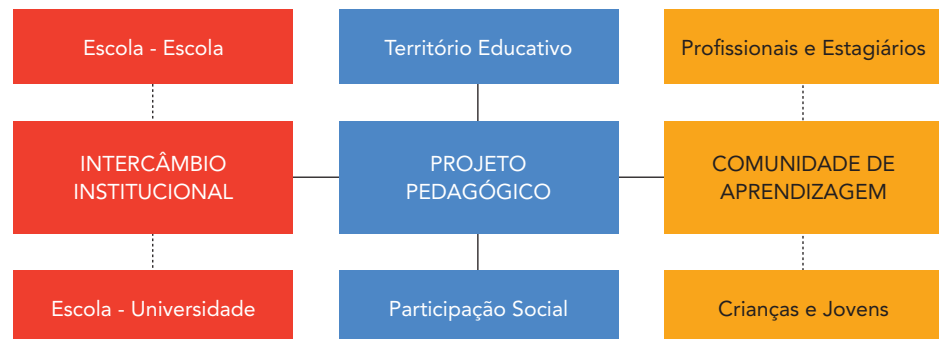 Escola - Escola
Território Educativo
Profissionais e Estagiários
INTERCÂMBIO
INSTITUCIONAL
PROJETO
PEDAGÓGICO
COMUNIDADE DE
APRENDIZAGEM
Escola - Universidade
Participação Social
Crianças e Jovens